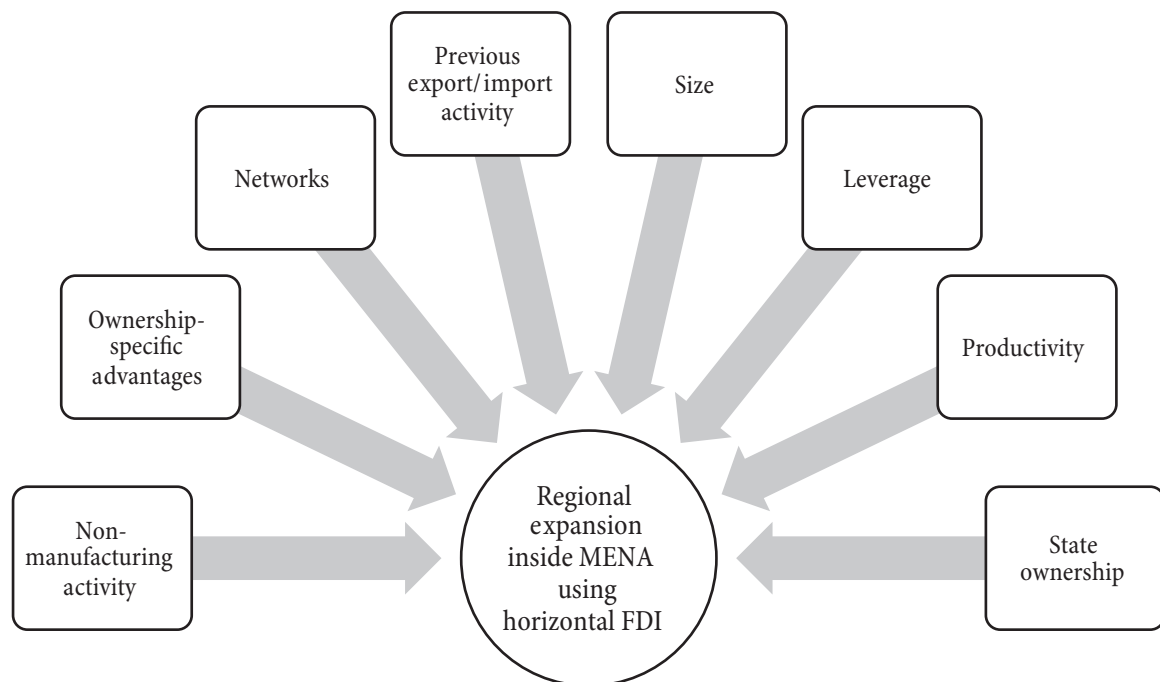 Previous
export/import
activity
Size
Networks
Leverage
Ownership-
specific
advantages
Productivity
Non-
manufacturing
activity
Regional
expansion
inside MENA
using
horizontal FDI
State
ownership